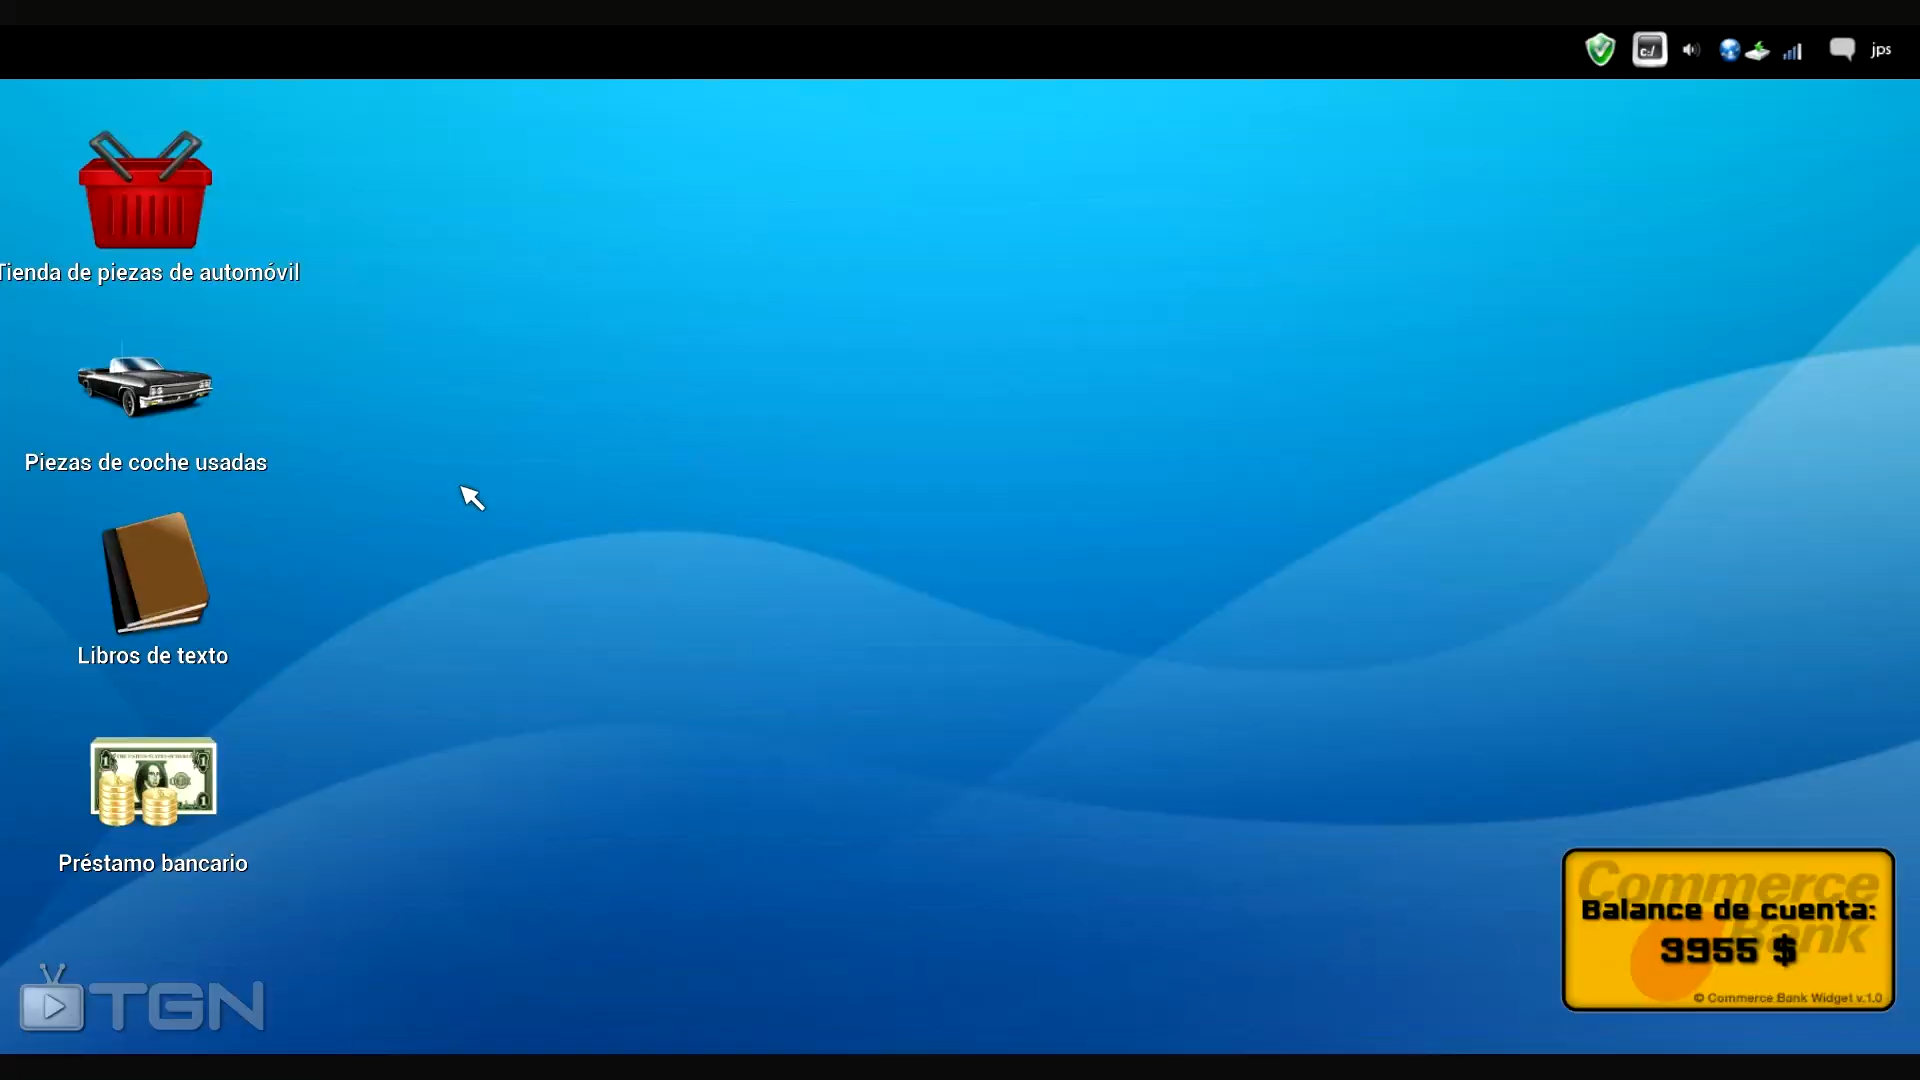 c:/
jps
Tienda de piezas de automóvil
Piezas de coche usadas
Libros de texto
Préstamo bancario
Commerce
Bank
Balance de cuenta:
3955 $
© Commerce Bank Widget v.1.0
TGN